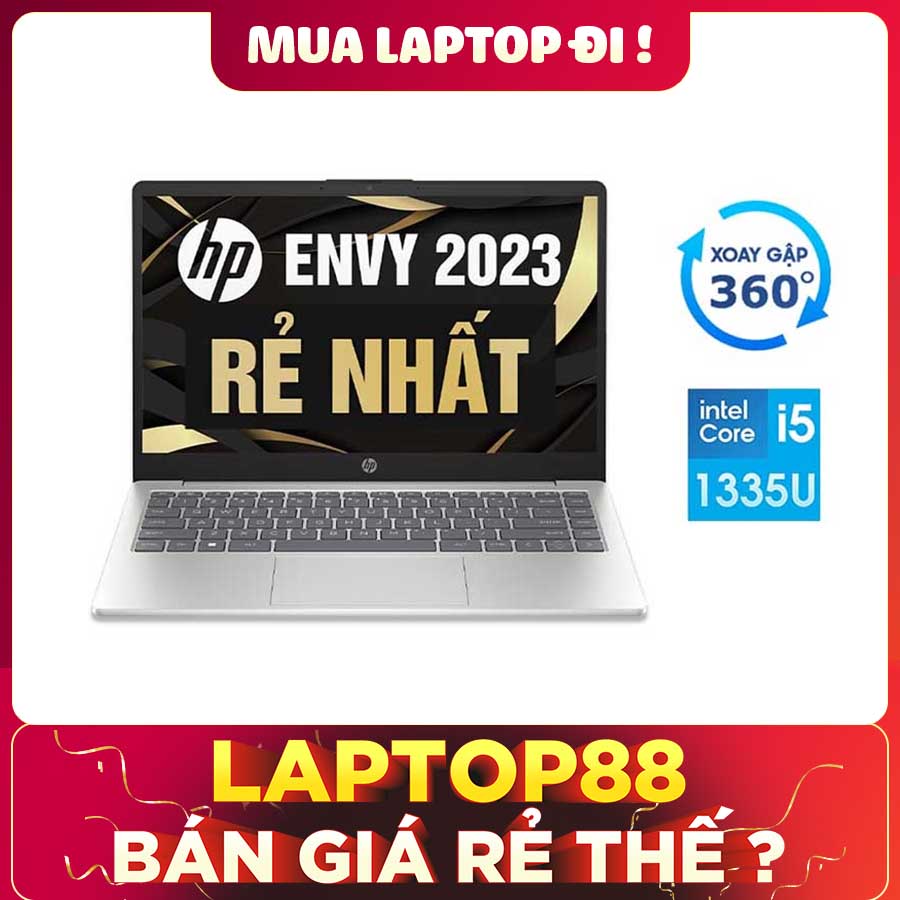 MUA LAPTOP ĐI !
hp ENVY 2023
RẺ NHẤT
XOAY GẬP
360°
intel
Core i5
1335U
hp
LAPTOP88
BÁN GIÁ RẺ THẾ ?